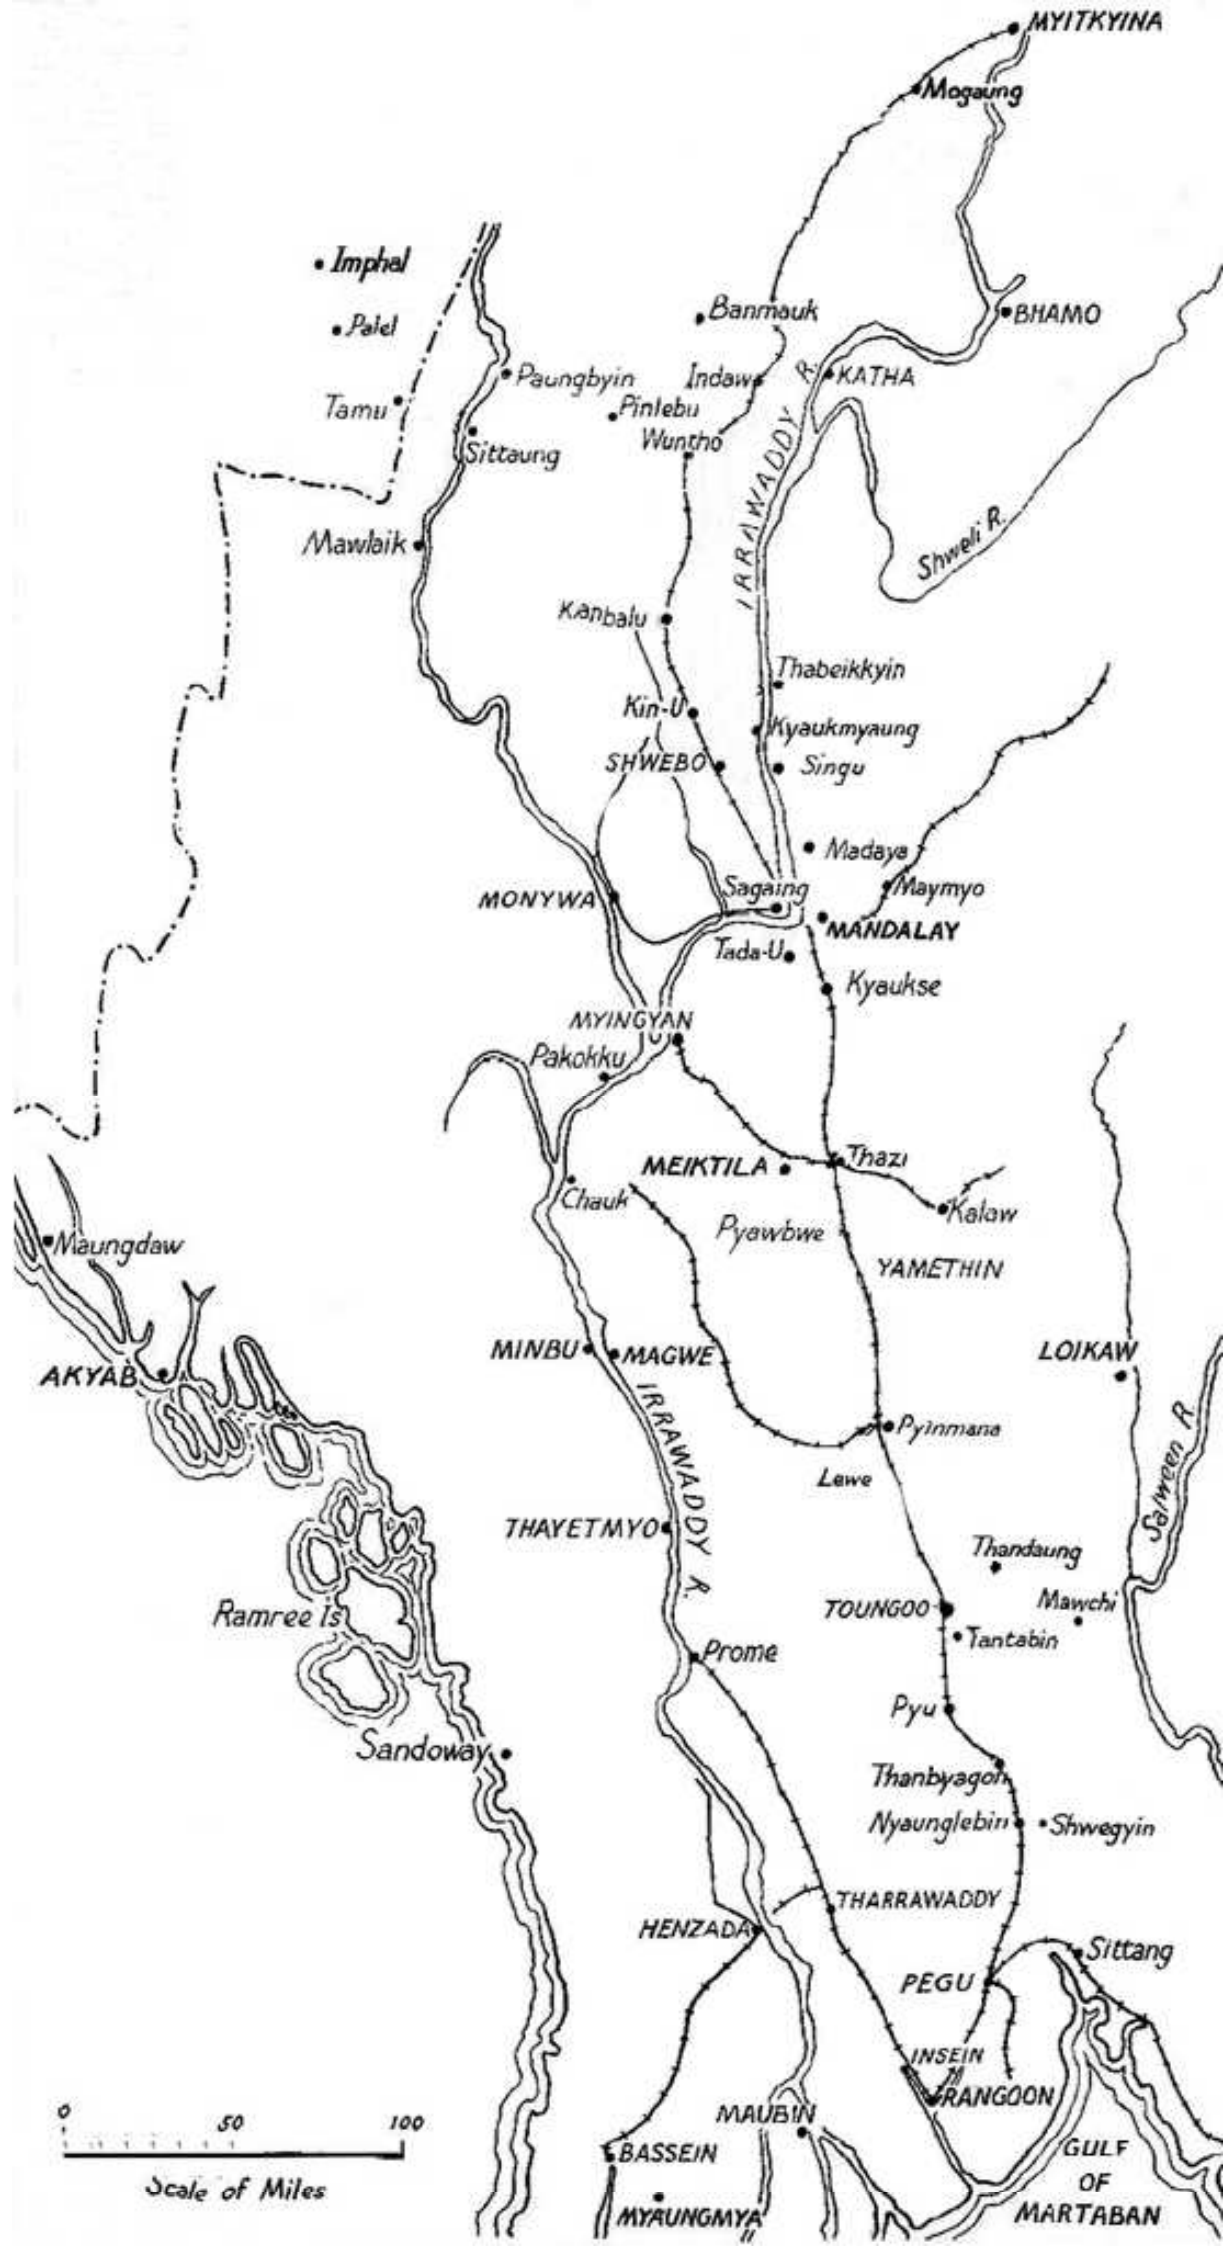 MYITKYINA
Mogaung
Imphal
Banmauk
BHAMO
Palel
Paungbyin
Indaw
KATHA
Tamu
Pinlebu
Wuntho
Sittaung
IRRAWADDY R.
Shweli R.
Mawlaik
Kanbalu
Thabeikkyin
Kin-U
Kyaukmyaung
SHWEBO
Singu
Madaya
Sagaing
Maymyo
MONYWA
MANDALAY
Tada-U
Kyaukse
MYINGYAN
Pakokku
MEIKTILA
Thazi
Chauk
Kalaw
Pyawbwe
Maungdaw
YAMETHIN
MINBU
MAGWE
LOIKAW
AKYAB
IRRAWADDY R.
Pyinmana
Salween R
Lewe
THAYETMYO
Thandaung
Mawchi
TOUNGOO
Ramree Is
Tantabin
Prome
Pyu
Sandoway
Thanbyagon
Nyaunglebin
Shwegyin
THARRAWADDY
HENZADA
Sittang
PEGU
INSEIN
RANGOON
MAUBIN
0 50 100
Scale of Miles
BASSEIN
GULF
OF
MARTABAN
MYAUNGMYA